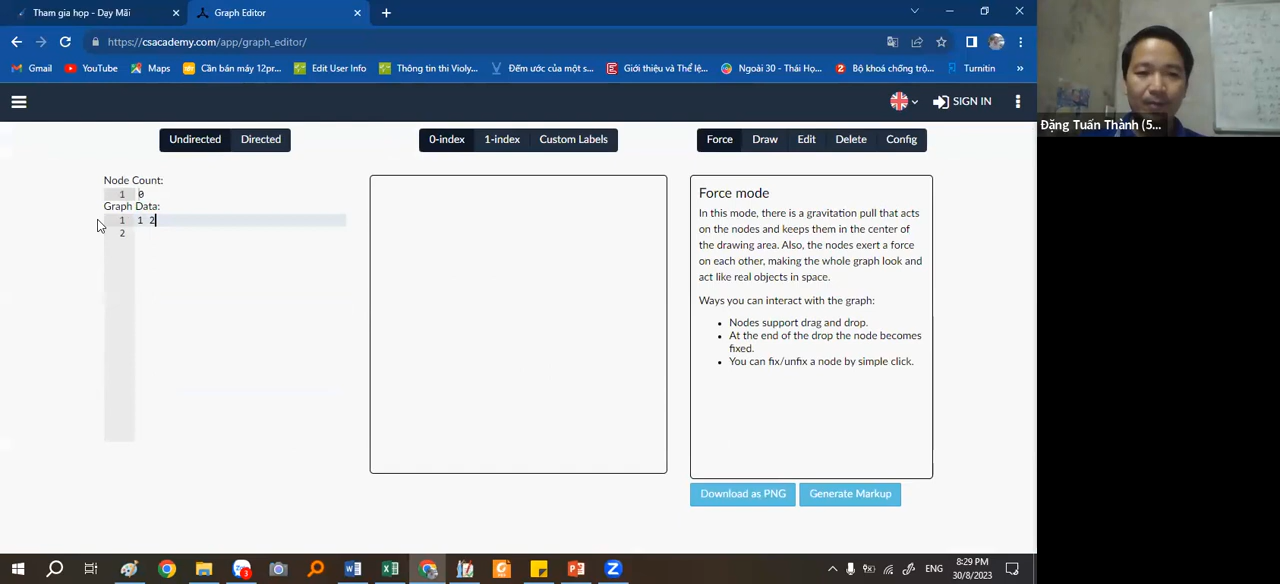 Tham gia họp - Dạy Mãi
Graph Editor
https://csacademy.com/app/graph_editor/
Gmail
YouTube
Maps
Cần bán máy 12pr...
Edit User Info
Thông tin thi Violy...
Đếm ước của một s...
Giới thiệu và Thể lệ...
Ngoài 30 - Thái Học...
Bộ khoá chống trộ...
Turnitin
»
SIGN IN
Undirected
Directed
0-index
1-index
Custom Labels
Force
Draw
Edit
Delete
Config
Node Count:
1 0
Graph Data:
1 1 2
2
Force mode
In this mode, there is a gravitation pull that acts
on the nodes and keeps them in the center of
the drawing area. Also, the nodes exert a force
on each other, making the whole graph look and
act like real objects in space.
Ways you can interact with the graph:
• Nodes support drag and drop.
• At the end of the drop the node becomes
fixed.
• You can fix/unfix a node by simple click.
Download as PNG
Generate Markup
Đặng Tuấn Thành (5...
ENG
8:29 PM
30/8/2023